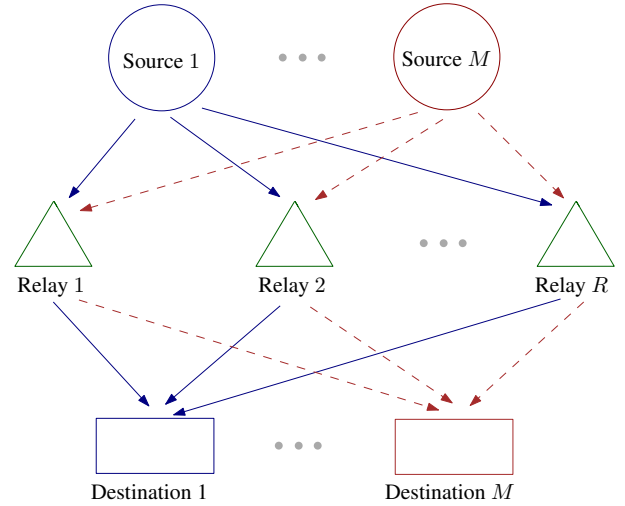 Source 1
Source M
Relay 1
Relay 2
Relay R
Destination 1
Destination M